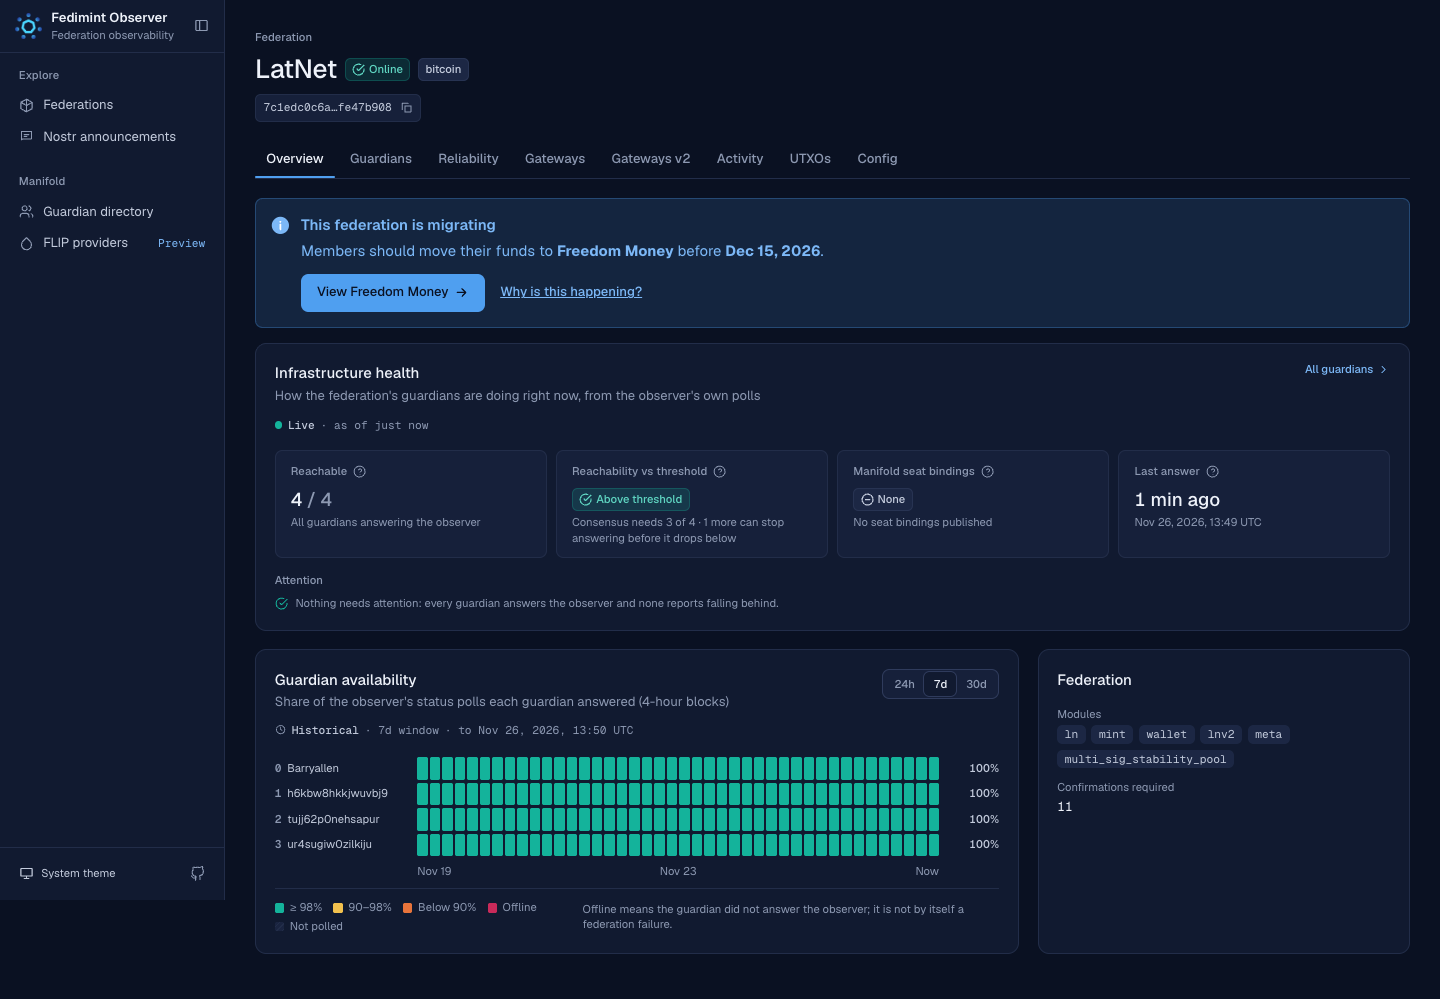 Fedimint Observer
Federation observability
Explore
Federations
Nostr announcements
Manifold
Guardian directory
FLIP providers Preview
System theme
Federation
LatNet Online bitcoin
7c1edc0c6a…fe47b908
Overview Guardians Reliability Gateways Gateways v2 Activity UTXOs Config
This federation is migrating
Members should move their funds to Freedom Money before Dec 15, 2026.
View Freedom Money → Why is this happening?
Infrastructure health
All guardians
How the federation's guardians are doing right now, from the observer's own polls
Live · as of just now
Reachable
4 / 4
All guardians answering the observer
Reachability vs threshold
Above threshold
Consensus needs 3 of 4 · 1 more can stop
answering before it drops below
Manifold seat bindings
None
No seat bindings published
Last answer
1 min ago
Nov 26, 2026, 13:49 UTC
Attention
Nothing needs attention: every guardian answers the observer and none reports falling behind.
Guardian availability
24h 7d 30d
Share of the observer's status polls each guardian answered (4-hour blocks)
Historical · 7d window · to Nov 26, 2026, 13:50 UTC
0 Barryallen 100%
1 h6kbw8hkkjwuvbj9 100%
2 tujj62p0nehsapur 100%
3 ur4sugiw0zilkiju 100%
Nov 19 Nov 23 Now
≥ 98% 90–98% Below 90% Offline
Not polled
Offline means the guardian did not answer the observer; it is not by itself a
federation failure.
Federation
Modules
ln mint wallet lnv2 meta
multi_sig_stability_pool
Confirmations required
11